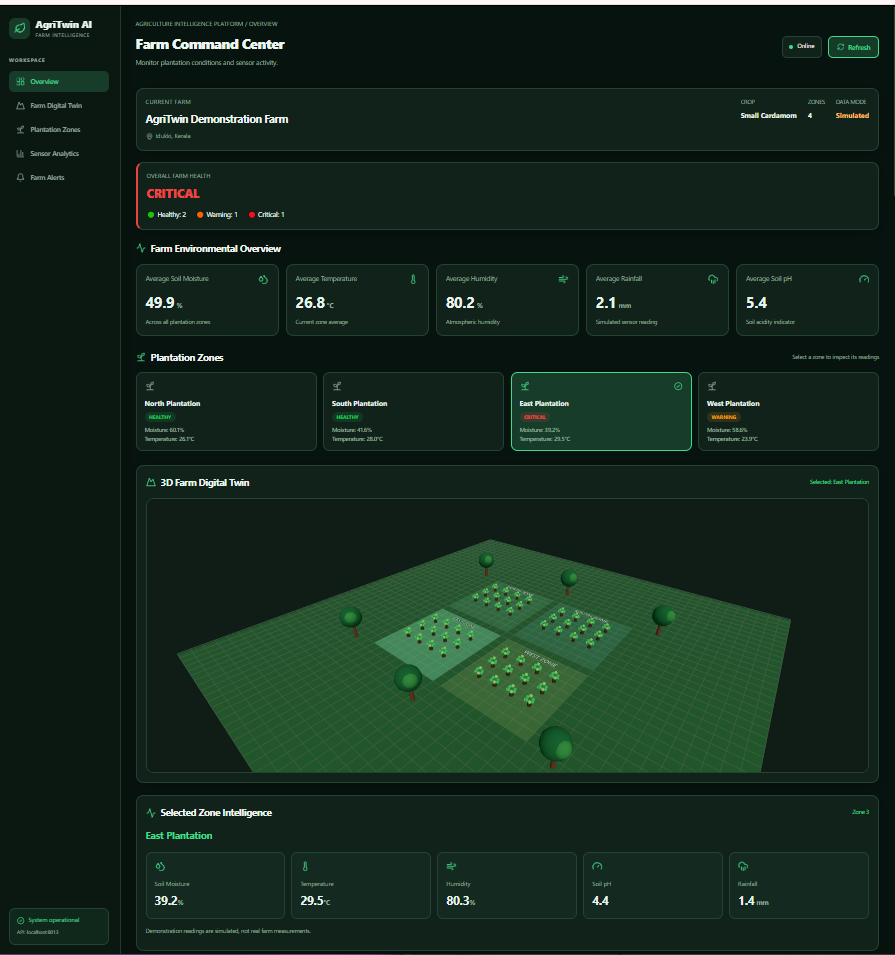 AgriTwin AI
FARM INTELLIGENCE
WORKSPACE
Overview
Farm Digital Twin
Plantation Zones
Sensor Analytics
Farm Alerts
System operational
API: localhost:8013
AGRICULTURE INTELLIGENCE PLATFORM / OVERVIEW
Farm Command Center
Monitor plantation conditions and sensor activity.
Online
Refresh
CURRENT FARM
AgriTwin Demonstration Farm
Idukki, Kerala
CROP
Small Cardamom
ZONES
4
DATA MODE
Simulated
OVERALL FARM HEALTH
CRITICAL
Healthy: 2 Warning: 1 Critical: 1
Farm Environmental Overview
Average Soil Moisture
49.9 %
Across all plantation zones
Average Temperature
26.8 °C
Current zone average
Average Humidity
80.2 %
Atmospheric humidity
Average Rainfall
2.1 mm
Simulated sensor reading
Average Soil pH
5.4
Soil acidity indicator
Plantation Zones
Select a zone to inspect its readings
North Plantation
HEALTHY
Moisture: 60.1%
Temperature: 26.1°C
South Plantation
HEALTHY
Moisture: 41.6%
Temperature: 28.0°C
East Plantation
CRITICAL
Moisture: 39.2%
Temperature: 29.5°C
West Plantation
WARNING
Moisture: 58.6%
Temperature: 23.9°C
3D Farm Digital Twin
Selected: East Plantation
WEST ZONE
Selected Zone Intelligence
Zone 3
East Plantation
Soil Moisture
39.2%
Temperature
29.5°C
Humidity
80.3%
Soil pH
4.4
Rainfall
1.4 mm
Demonstration readings are simulated, not real farm measurements.